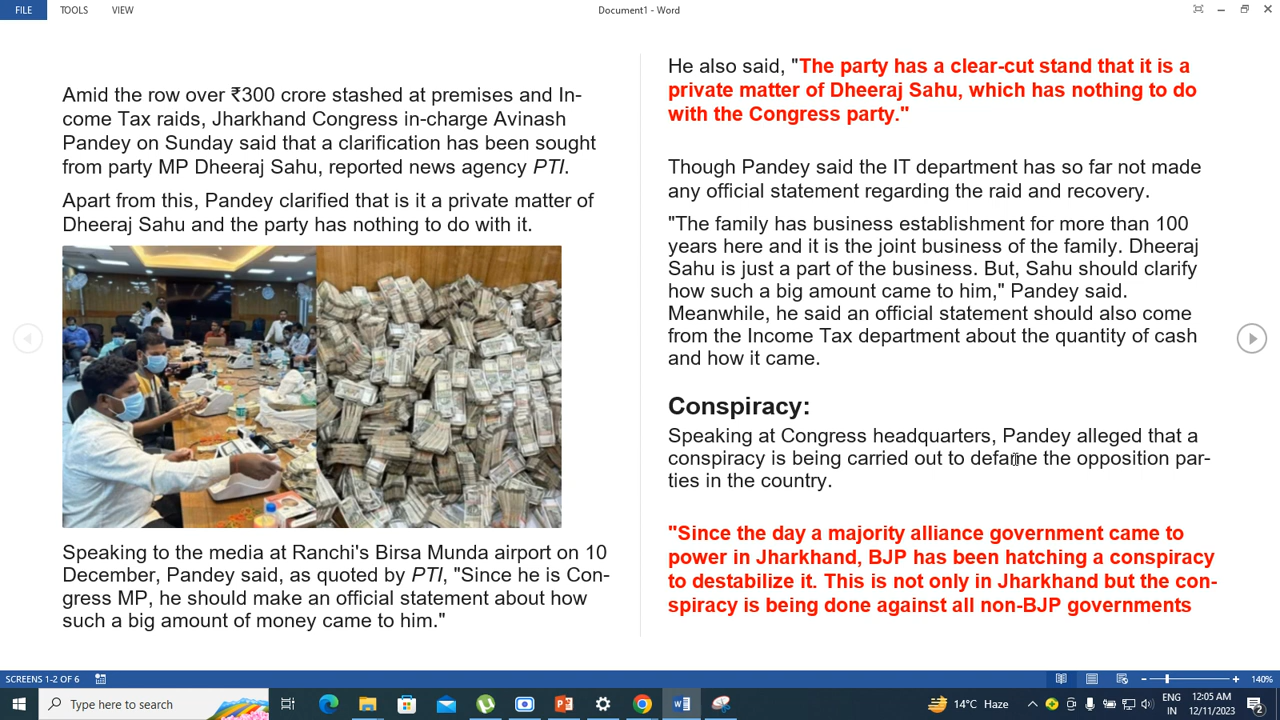 FILE TOOLS VIEW
Document1 - Word
Amid the row over ₹300 crore stashed at premises and In-
come Tax raids, Jharkhand Congress in-charge Avinash
Pandey on Sunday said that a clarification has been sought
from party MP Dheeraj Sahu, reported news agency PTI.
Apart from this, Pandey clarified that is it a private matter of
Dheeraj Sahu and the party has nothing to do with it.
Speaking to the media at Ranchi's Birsa Munda airport on 10
December, Pandey said, as quoted by PTI, "Since he is Con-
gress MP, he should make an official statement about how
such a big amount of money came to him."
He also said, "The party has a clear-cut stand that it is a
private matter of Dheeraj Sahu, which has nothing to do
with the Congress party."
Though Pandey said the IT department has so far not made
any official statement regarding the raid and recovery.
"The family has business establishment for more than 100
years here and it is the joint business of the family. Dheeraj
Sahu is just a part of the business. But, Sahu should clarify
how such a big amount came to him," Pandey said.
Meanwhile, he said an official statement should also come
from the Income Tax department about the quantity of cash
and how it came.
Conspiracy:
Speaking at Congress headquarters, Pandey alleged that a
conspiracy is being carried out to defame the opposition par-
ties in the country.
"Since the day a majority alliance government came to
power in Jharkhand, BJP has been hatching a conspiracy
to destabilize it. This is not only in Jharkhand but the con-
spiracy is being done against all non-BJP governments
SCREENS 1-2 OF 6
140%
Type here to search
14°C Haze
ENG
IN
12:05 AM
12/11/2023
2